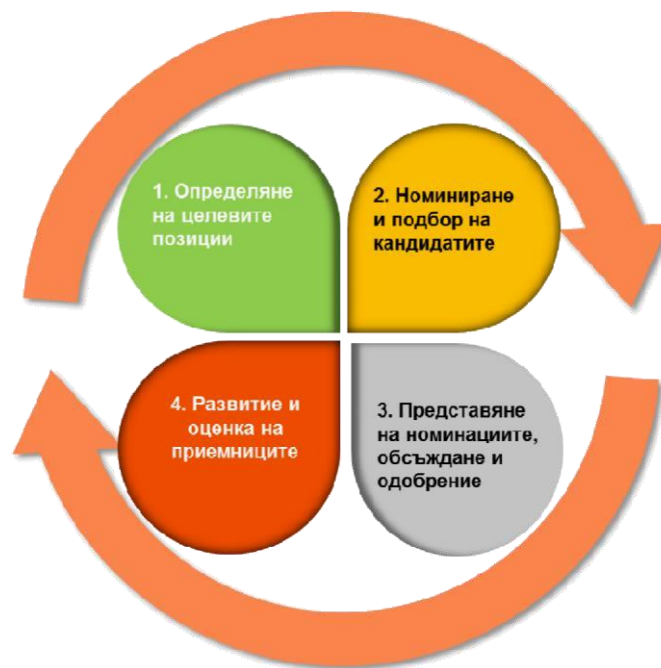 1. Определяне
на целевите
позиции
2. Номиниране
и подбор на
кандидатите
3. Представяне
на номинациите,
обсъждане и
одобрение
4. Развитие и
оценка на
приемниците